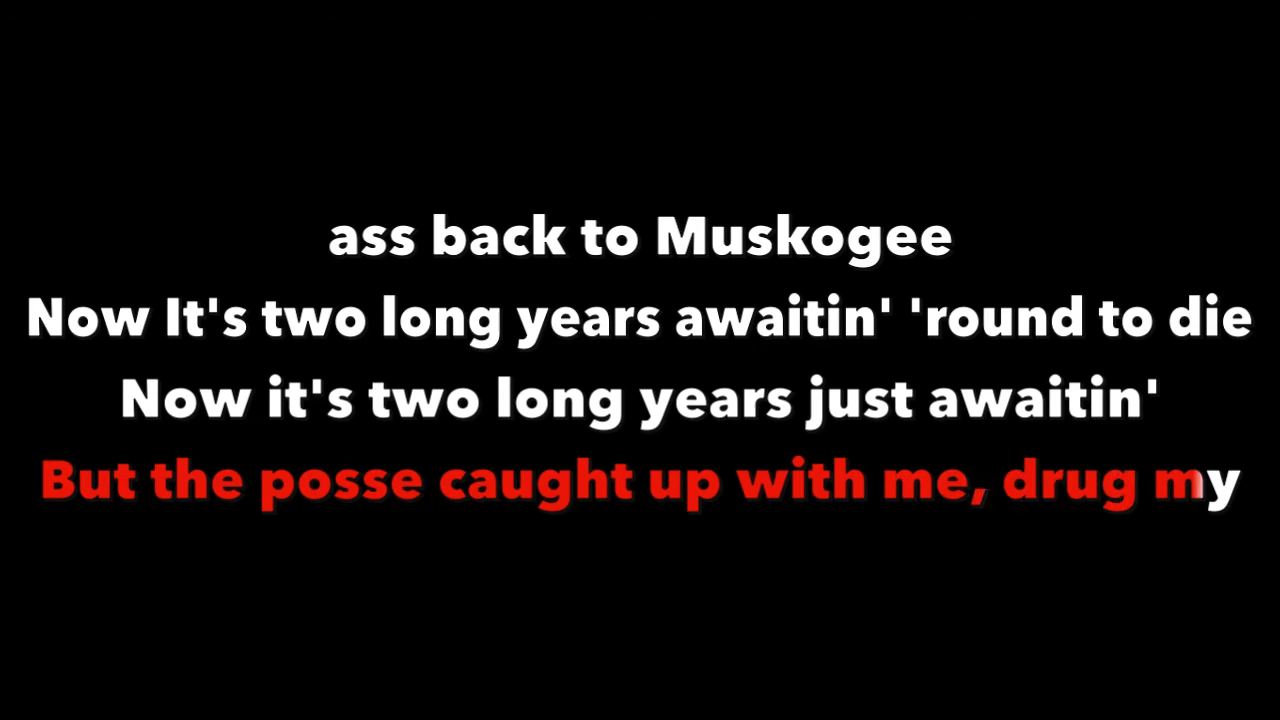 ass back to Muskogee
Now It's two long years awaitin' 'round to die
Now it's two long years just awaitin'
But the posse caught up with me, drug my